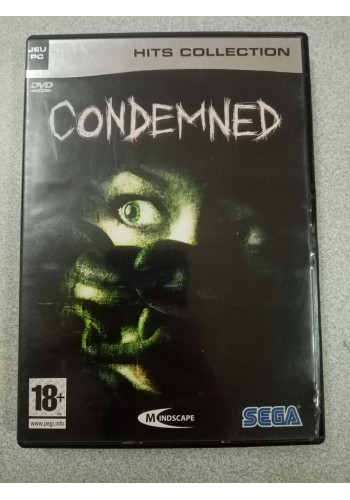 JEU
PC
HITS COLLECTION
DVD
CONDEMNED
18+
www.pegi.info
MINDSCAPE
SEGA